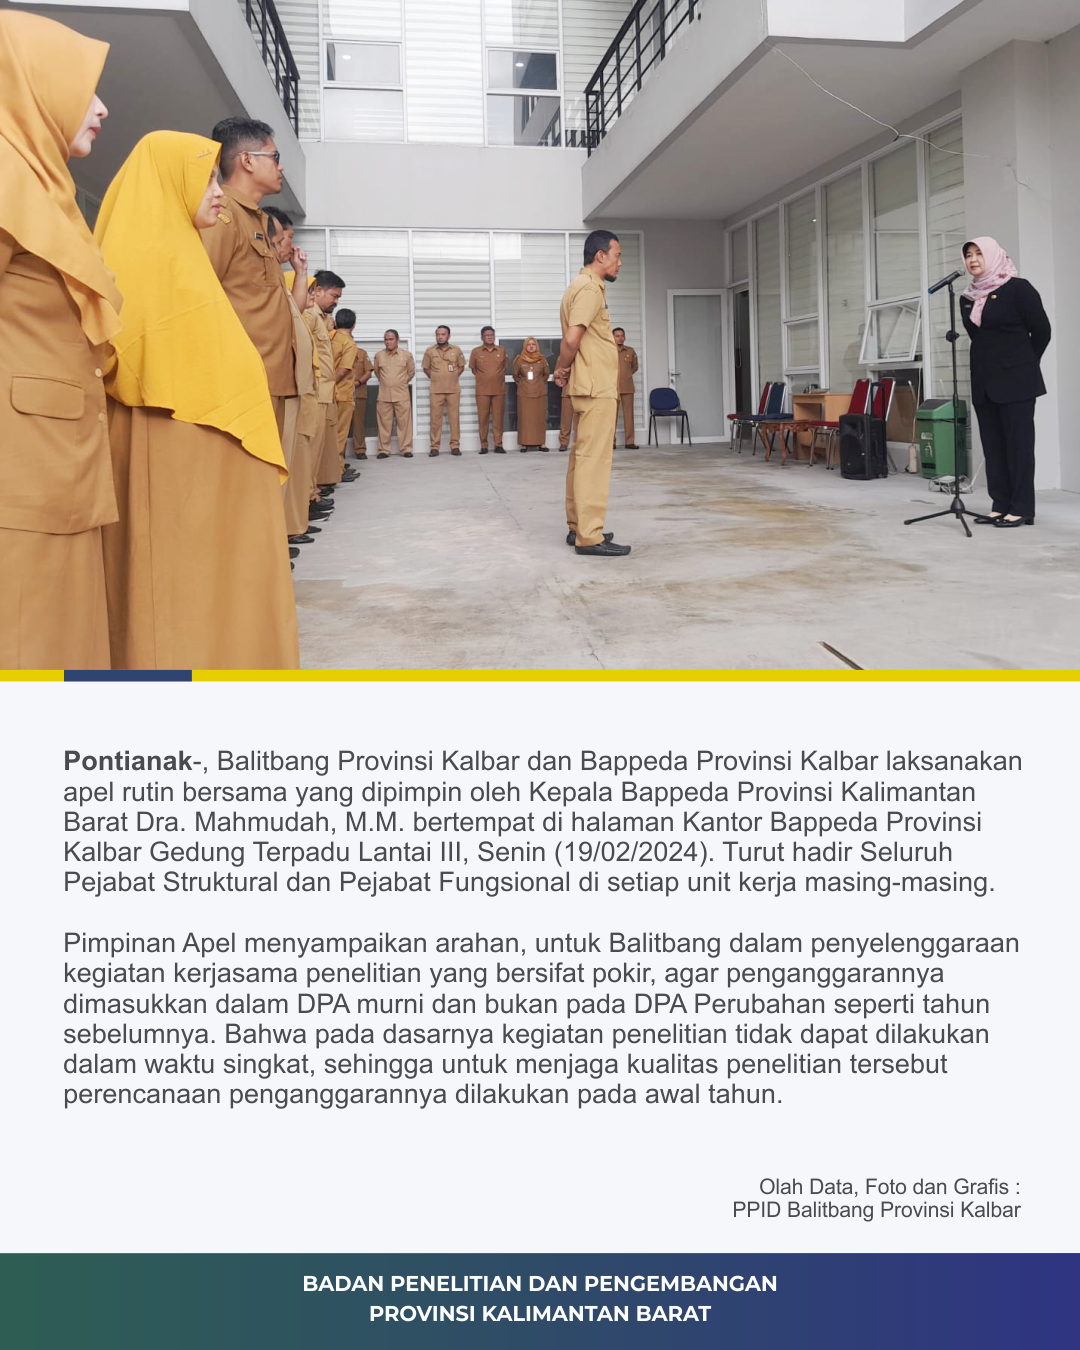 Pontianak-, Balitbang Provinsi Kalbar dan Bappeda Provinsi Kalbar laksanakan
apel rutin bersama yang dipimpin oleh Kepala Bappeda Provinsi Kalimantan
Barat Dra. Mahmudah, M.M. bertempat di halaman Kantor Bappeda Provinsi
Kalbar Gedung Terpadu Lantai III, Senin (19/02/2024). Turut hadir Seluruh
Pejabat Struktural dan Pejabat Fungsional di setiap unit kerja masing-masing.
Pimpinan Apel menyampaikan arahan, untuk Balitbang dalam penyelenggaraan
kegiatan kerjasama penelitian yang bersifat pokir, agar penganggarannya
dimasukkan dalam DPA murni dan bukan pada DPA Perubahan seperti tahun
sebelumnya. Bahwa pada dasarnya kegiatan penelitian tidak dapat dilakukan
dalam waktu singkat, sehingga untuk menjaga kualitas penelitian tersebut
perencanaan penganggarannya dilakukan pada awal tahun.
Olah Data, Foto dan Grafis :
PPID Balitbang Provinsi Kalbar
BADAN PENELITIAN DAN PENGEMBANGAN
PROVINSI KALIMANTAN BARAT